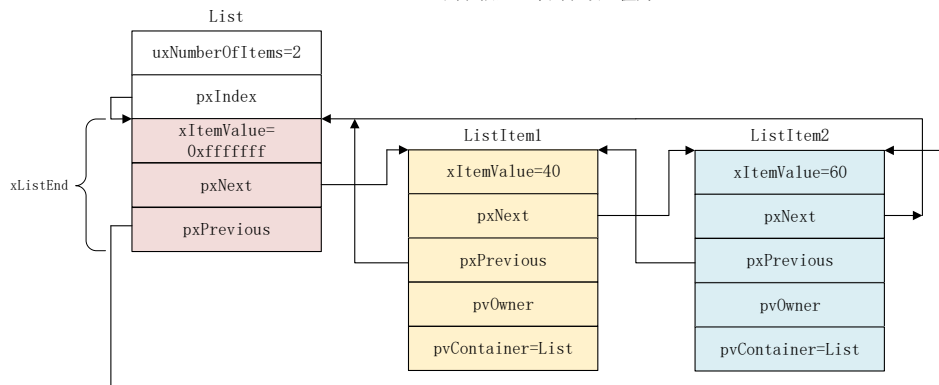 List
uxNumberOfItems=2
pxIndex
xItemValue=
0xfffffff
pxNext
pxPrevious
xListEnd
ListItem1
xItemValue=40
pxNext
pxPrevious
pvOwner
pvContainer=List
ListItem2
xItemValue=60
pxNext
pxPrevious
pvOwner
pvContainer=List